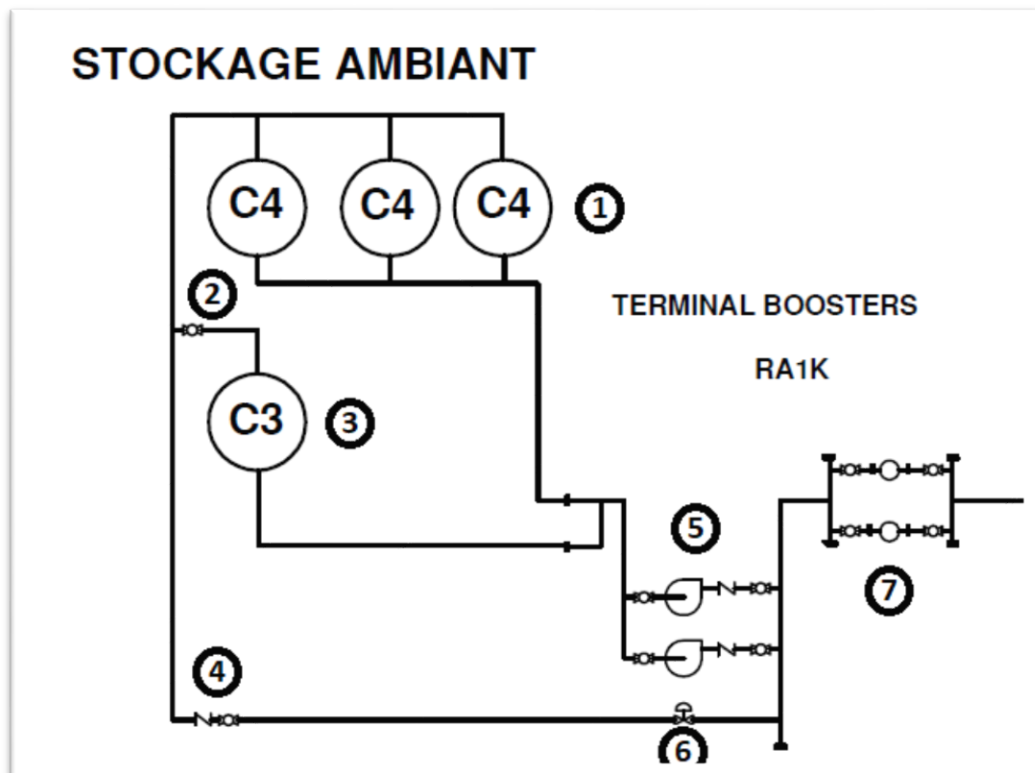 STOCKAGE AMBIANT
C4 C4 C4 1
2
TERMINAL BOOSTERS
RA1K
C3 3
5
7
4
6